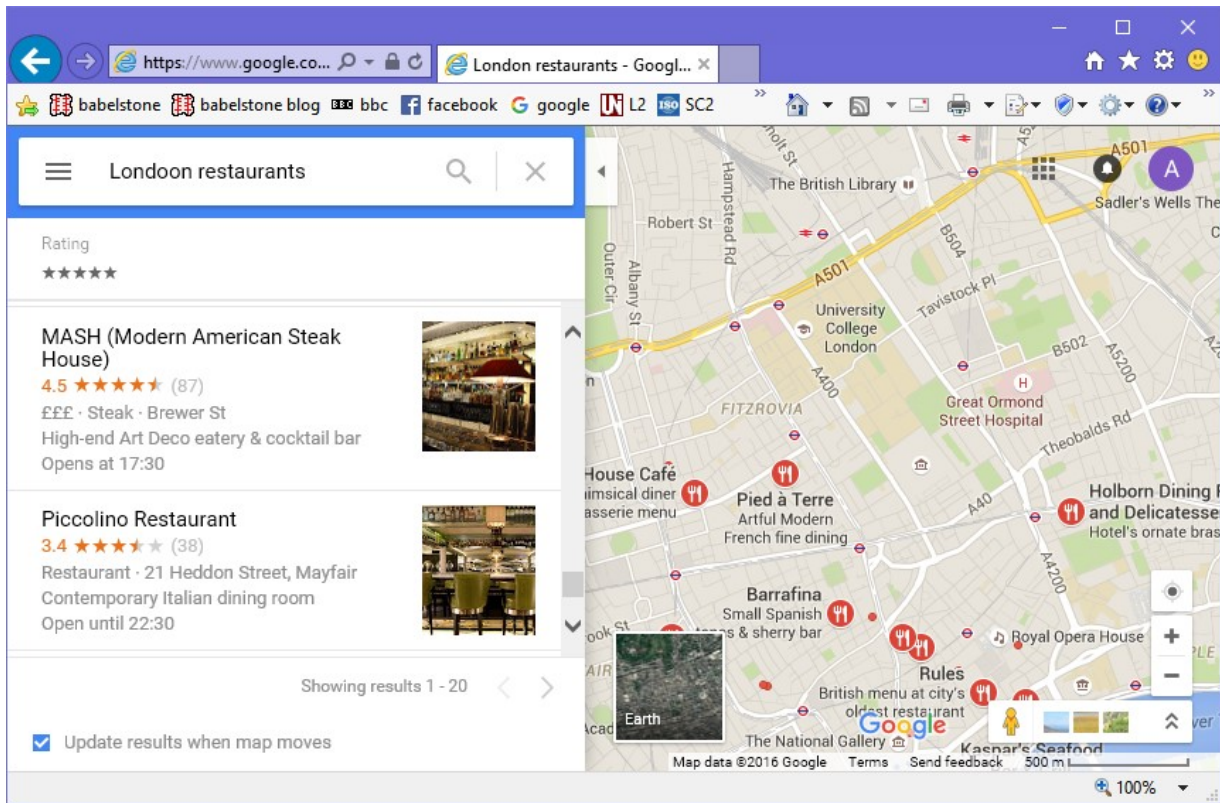 https://www.google.co...
London restaurants - Googl...
babelstone
babelstone blog
bbc
facebook
google
L2
SC2
Londoon restaurants
Rating
★★★★★
MASH (Modern American Steak
House)
4.5 ★★★★★ (87)
£££ · Steak · Brewer St
High-end Art Deco eatery & cocktail bar
Opens at 17:30
Piccolino Restaurant
3.4 ★★★★★ (38)
Restaurant · 21 Heddon Street, Mayfair
Contemporary Italian dining room
Open until 22:30
Showing results 1 - 20
Update results when map moves
A501
A
Sadler's Wells The
The British Library
Hampstead Rd
Robert St
Outer Cir
Albany St
B504
A501
Tavistock Pl
University
College
London
B502
A5200
A400
H
Great Ormond
Street Hospital
FITZROVIA
Theobalds Rd
House Café
imsical diner
asserie menu
Pied à Terre
Artful Modern
French fine dining
A40
Holborn Dining
and Delicatesse
Hotel's ornate bras
A4200
Barrafina
Small Spanish
& sherry bar
Royal Opera House
Rules
British menu at city's
oldest restaurant
Earth
Google
The National Gallery
Kaspar's Seafood
Map data ©2016 Google
Terms
Send feedback
500 m
100%